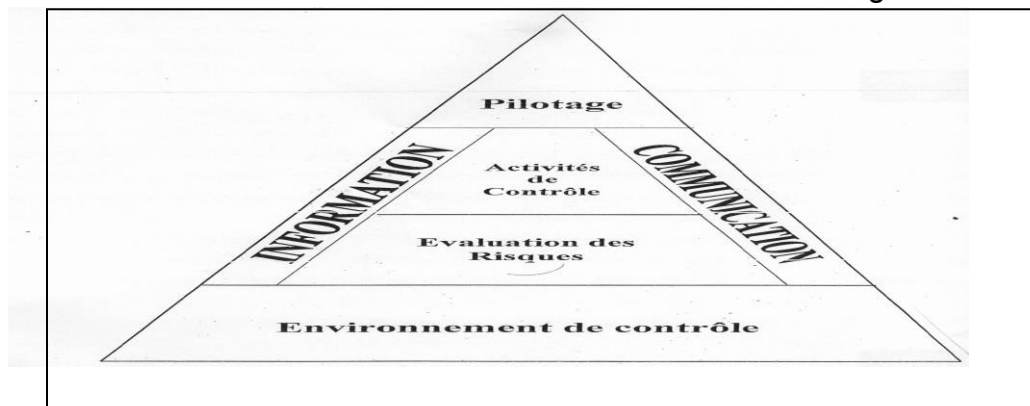 Pilotage
INFORMATION
COMMUNICATION
Activités
de
Contrôle
Evaluation des
Risques
Environnement de contrôle